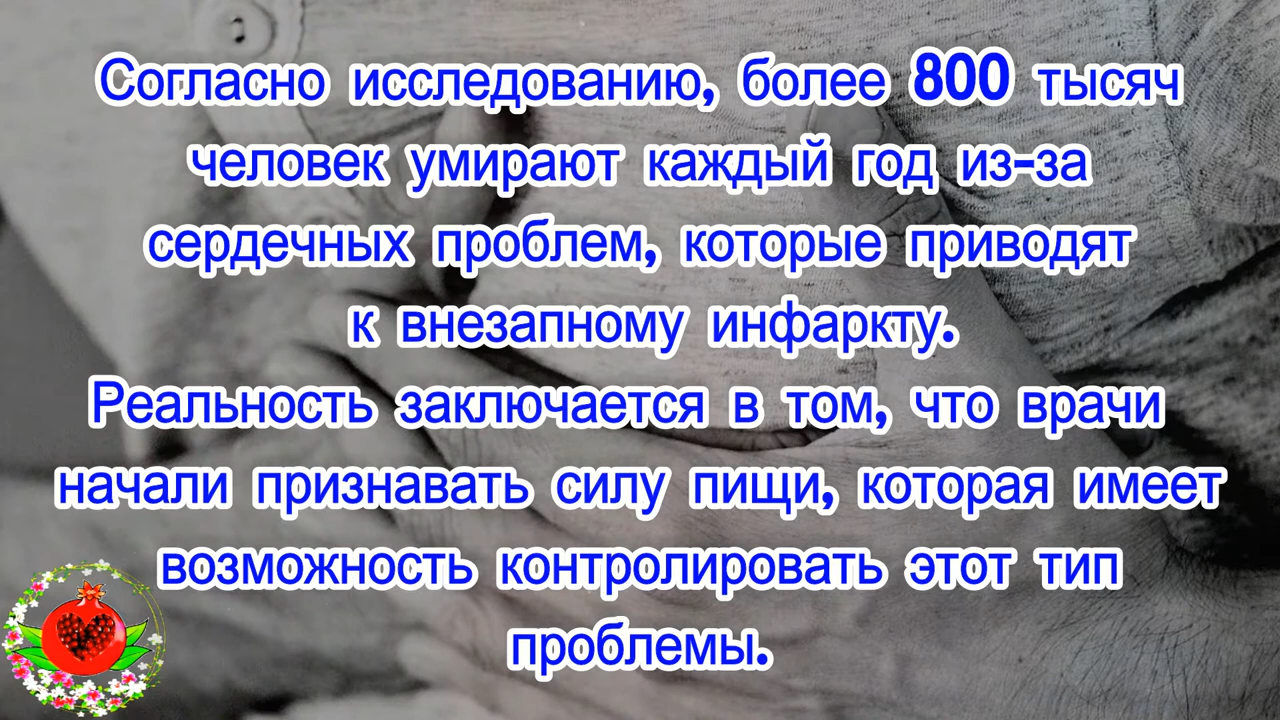 Согласно исследованию, более 800 тысяч
человек умирают каждый год из-за
сердечных проблем, которые приводят
к внезапному инфаркту.
Реальность заключается в том, что врачи
начали признавать силу пищи, которая имеет
возможность контролировать этот тип
проблемы.